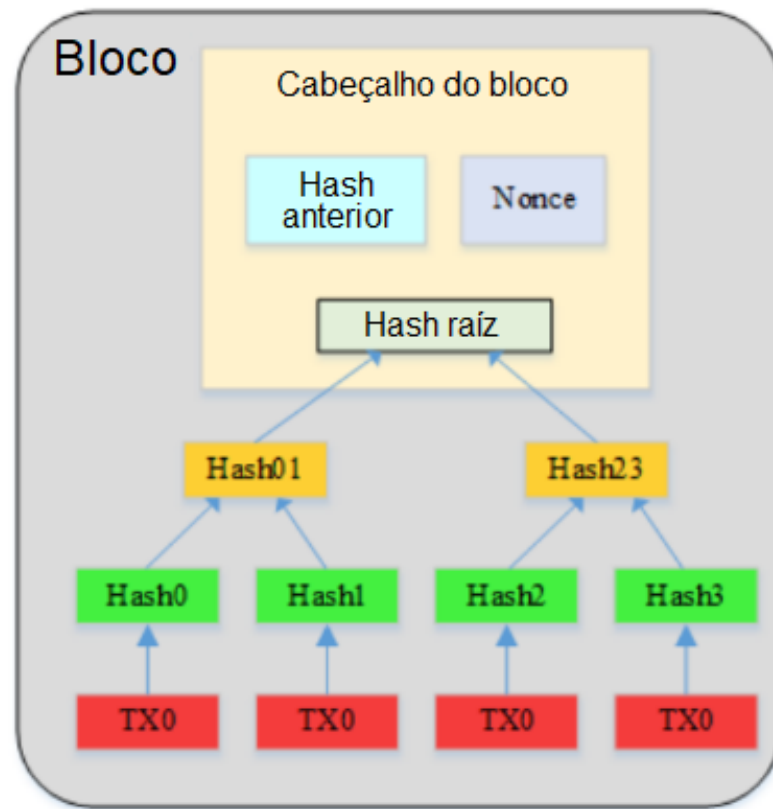 Bloco
Cabeçalho do bloco
Hash
anterior
Nonce
Hash raíz
Hash01
Hash23
Hash0
Hash1
Hash2
Hash3
TX0
TX0
TX0
TX0